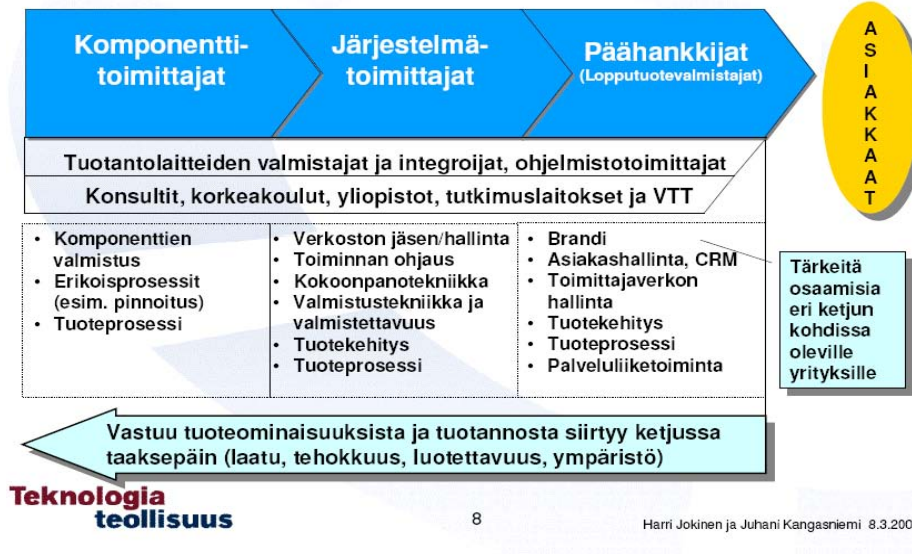 Komponentti-
toimittajat
Järjestelmä-
toimittajat
Päähankkijat
(Lopputuotevalmistajat)
A
S
I
A
K
K
A
A
T
Tuotantolaitteiden valmistajat ja integroijat, ohjelmistotoimittajat
Konsultit, korkeakoulut, yliopistot, tutkimuslaitokset ja VTT
• Komponenttien
valmistus
• Erikoisprosessit
(esim. pinnoitus)
• Tuoteprosessi
• Verkoston jäsen/hallinta
• Toiminnan ohjaus
• Kokoonpanotekniikka
• Valmistustekniikka ja
valmistettavuus
• Tuotekehitys
• Tuoteprosessi
• Brandi
• Asiakashallinta, CRM
• Toimittajaverkon
hallinta
• Tuotekehitys
• Tuoteprosessi
• Palveluliiketoiminta
Tärkeitä
osaamisia
eri ketjun
kohdissa
oleville
yrityksille
Vastuu tuoteominaisuuksista ja tuotannosta siirtyy ketjussa
taaksepäin (laatu, tehokkuus, luotettavuus, ympäristö)
Teknologia
teollisuus
8
Harri Jokinen ja Juhani Kangasniemi 8.3.200